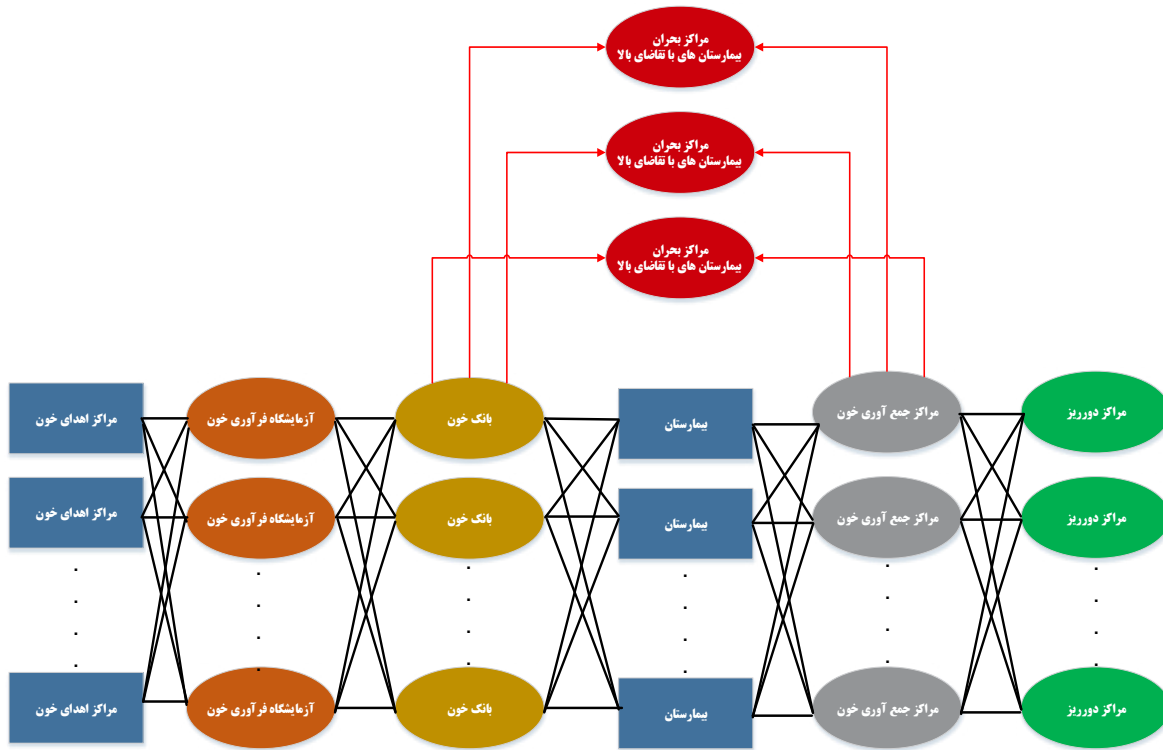 مراکز بحران
بیمارستان های با تقاضای بالا
مراکز بحران
بیمارستان های با تقاضای بالا
مراکز بحران
بیمارستان های با تقاضای بالا
مراکز اهدای خون
آزمایشگاه فرآوری خون
بانک خون
بیمارستان
مراکز جمع آوری خون
مراکز دورریز
مراکز اهدای خون
آزمایشگاه فرآوری خون
بانک خون
بیمارستان
مراکز جمع آوری خون
مراکز دورریز
مراکز اهدای خون
آزمایشگاه فرآوری خون
بانک خون
بیمارستان
مراکز جمع آوری خون
مراکز دورریز